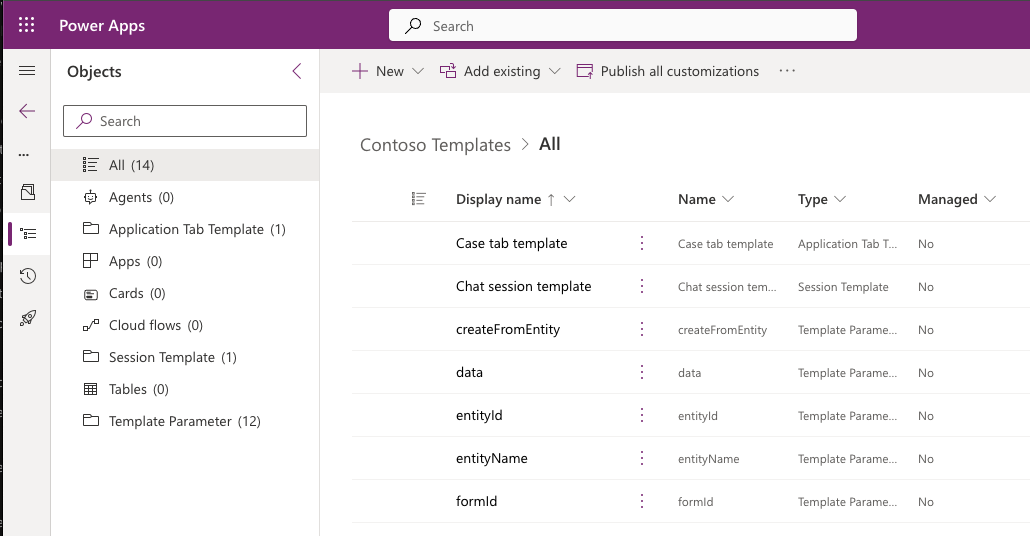 Power Apps
Search
Objects
New
Add existing
Publish all customizations
...
Search
All (14)
Agents (0)
Application Tab Template (1)
Apps (0)
Cards (0)
Cloud flows (0)
Session Template (1)
Tables (0)
Template Parameter (12)
Contoso Templates > All
Display name ↑ Name Type Managed
Case tab template Case tab template Application Tab T... No
Chat session template Chat session tem... Session Template No
createFromEntity createFromEntity Template Parame... No
data data Template Parame... No
entityId entityId Template Parame... No
entityName entityName Template Parame... No
formId formId Template Parame... No